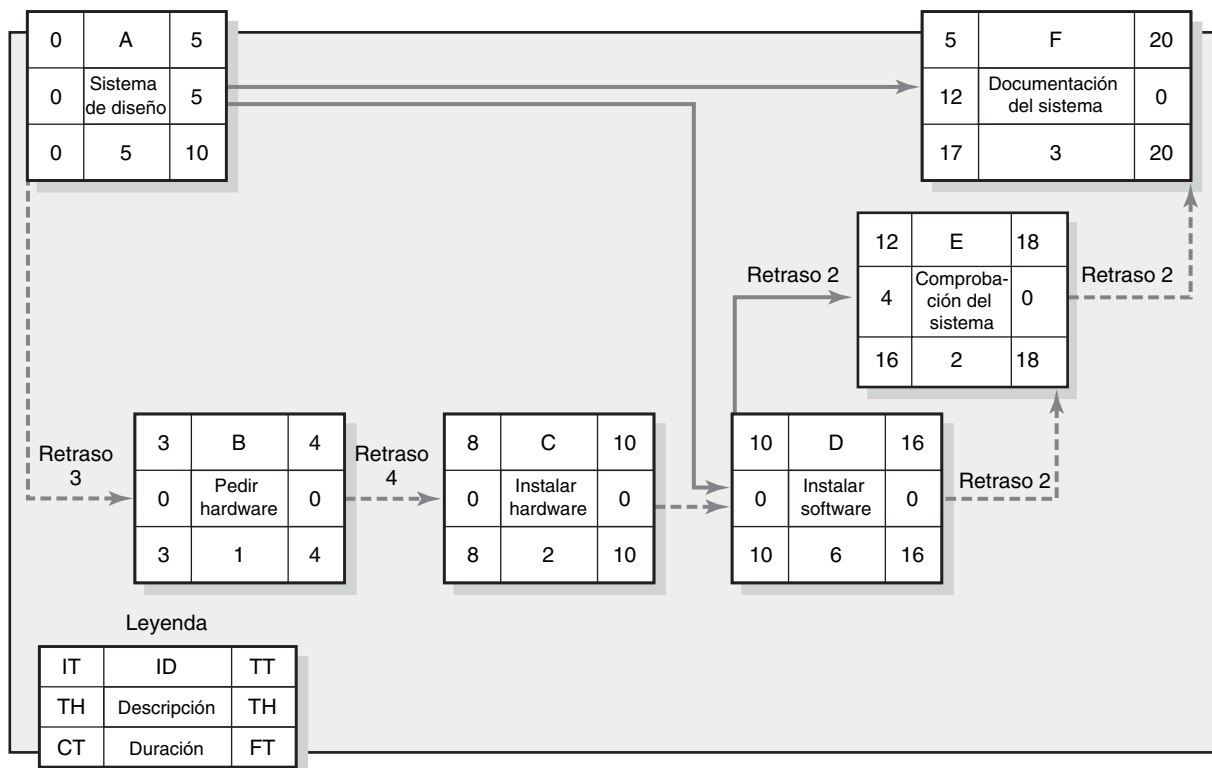 0 A 5
0 Sistema de diseño 5
0 5 10
5 F 20
12 Documentación del sistema 0
17 3 20
12 E 18
4 Comproba-
ción del
sistema 0
16 2 18
Retraso 2
Retraso 2
Retraso
3
3 B 4
0 Pedir hardware 0
3 1 4
Retraso
4
8 C 10
0 Instalar hardware 0
8 2 10
10 D 16
0 Instalar software 0
10 6 16
Retraso 2
Leyenda
IT ID TT
TH Descripción TH
CT Duración FT